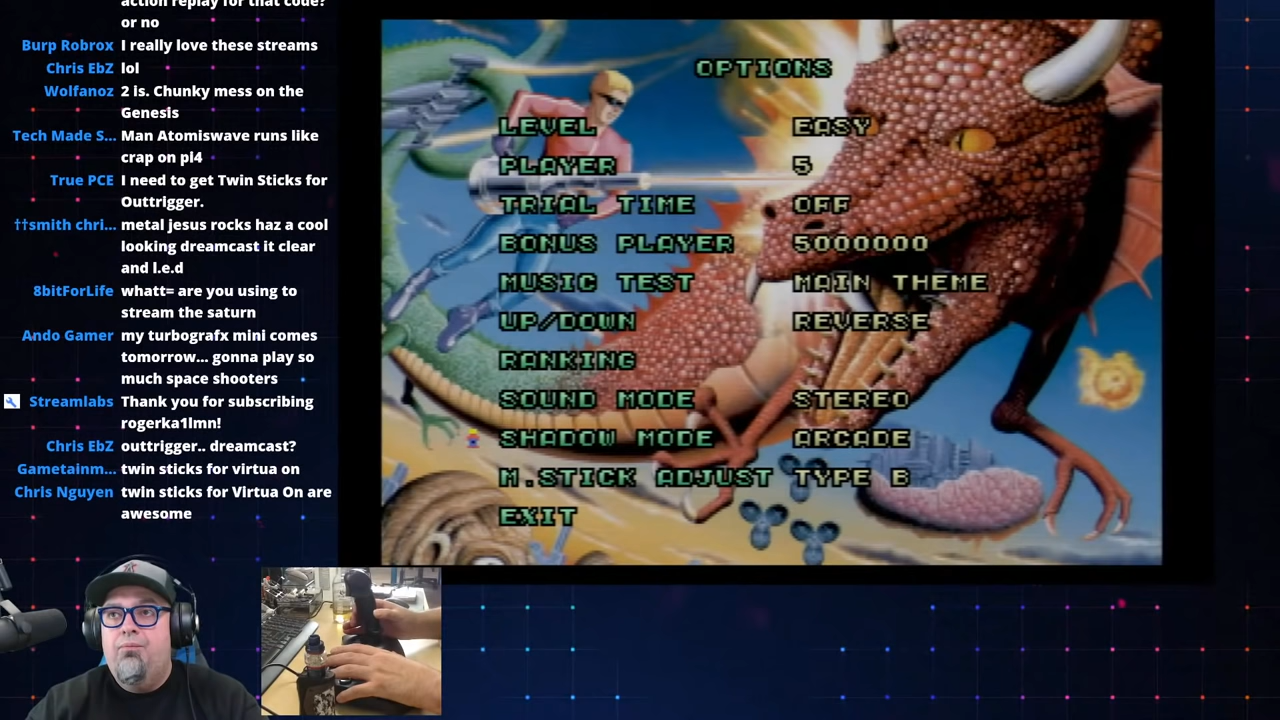 action replay for that code?
or no
Burp Robrox I really love these streams
Chris EbZ lol
Wolfanoz 2 is. Chunky mess on the
Genesis
Tech Made S... Man Atomiswave runs like
crap on pi4
True PCE I need to get Twin Sticks for
Outtrigger.
††smith chri... metal jesus rocks haz a cool
looking dreamcast it clear
and l.e.d
8bitForLife whatt= are you using to
stream the saturn
Ando Gamer my turbografx mini comes
tomorrow... gonna play so
much space shooters
Streamlabs Thank you for subscribing
rogerka1lmn!
Chris EbZ outtrigger.. dreamcast?
Gametainm... twin sticks for virtua on
Chris Nguyen twin sticks for Virtua On are
awesome
OPTIONS
LEVEL EASY
PLAYER 5
TRIAL TIME OFF
BONUS PLAYER 5000000
MUSIC TEST MAIN THEME
UP/DOWN REVERSE
RANKING
SOUND MODE STEREO
SHADOW MODE ARCADE
M.STICK ADJUST TYPE B
EXIT